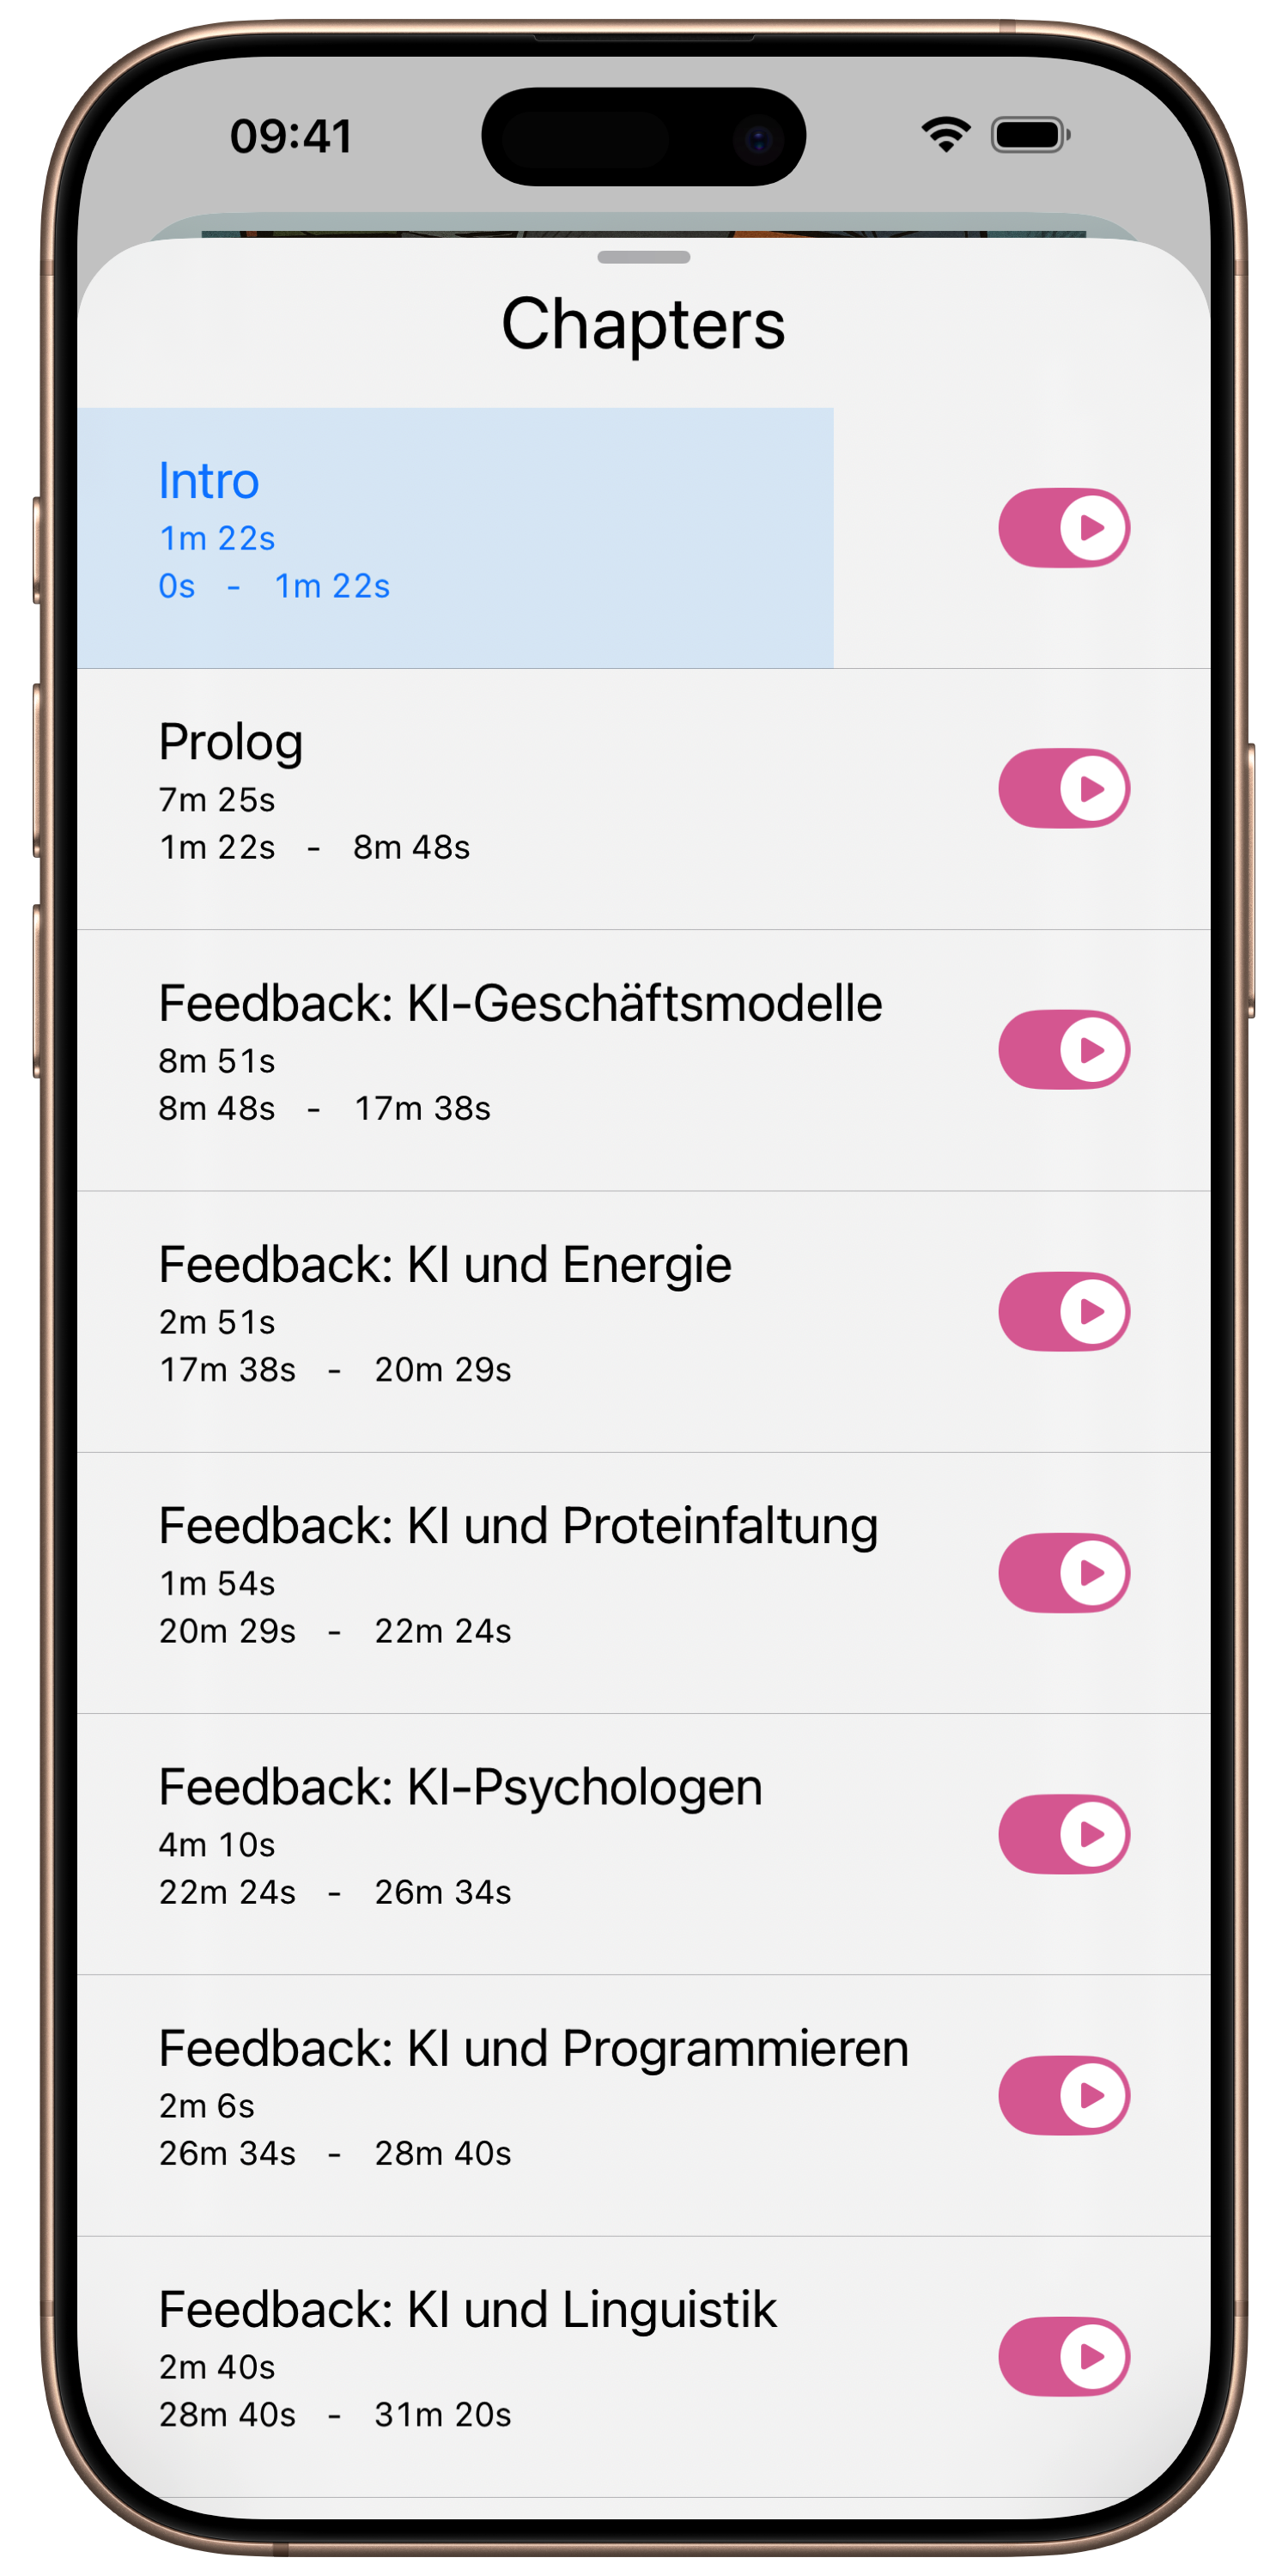 09:41
Chapters
Intro
1m 22s
0s - 1m 22s
Prolog
7m 25s
1m 22s - 8m 48s
Feedback: KI-Geschäftsmodelle
8m 51s
8m 48s - 17m 38s
Feedback: KI und Energie
2m 51s
17m 38s - 20m 29s
Feedback: KI und Proteinfaltung
1m 54s
20m 29s - 22m 24s
Feedback: KI-Psychologen
4m 10s
22m 24s - 26m 34s
Feedback: KI und Programmieren
2m 6s
26m 34s - 28m 40s
Feedback: KI und Linguistik
2m 40s
28m 40s - 31m 20s